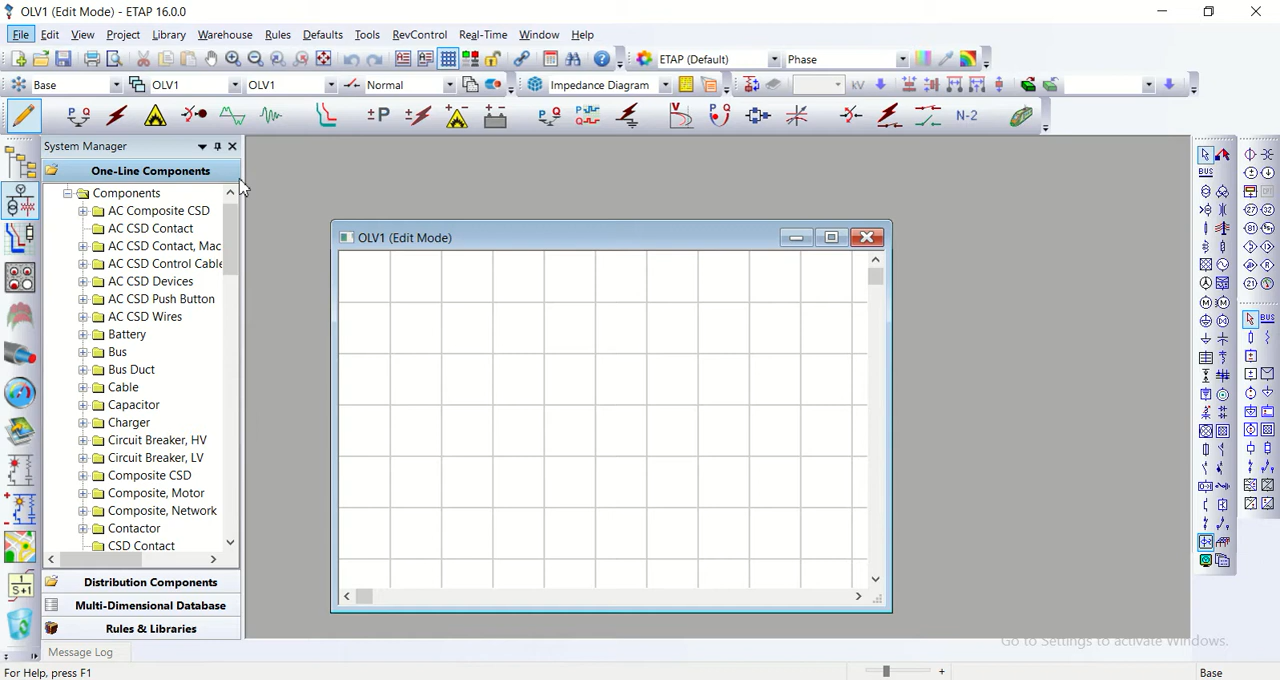 OLV1 (Edit Mode) - ETAP 16.0.0
File Edit View Project Library Warehouse Rules Defaults Tools RevControl Real-Time Window Help
ETAP (Default) Phase
Base OLV1 OLV1 Normal Impedance Diagram kV
P Q ±P P Q V P Q N-2
System Manager
One-Line Components
Components
AC Composite CSD
AC CSD Contact
AC CSD Contact, Mac
AC CSD Control Cable
AC CSD Devices
AC CSD Push Button
AC CSD Wires
Battery
Bus
Bus Duct
Cable
Capacitor
Charger
Circuit Breaker, HV
Circuit Breaker, LV
Composite CSD
Composite, Motor
Composite, Network
Contactor
CSD Contact
Distribution Components
Multi-Dimensional Database
Rules & Libraries
Message Log
OLV1 (Edit Mode)
BUS
BUS
1
S+1
Go to Settings to activate Windows.
For Help, press F1
Base